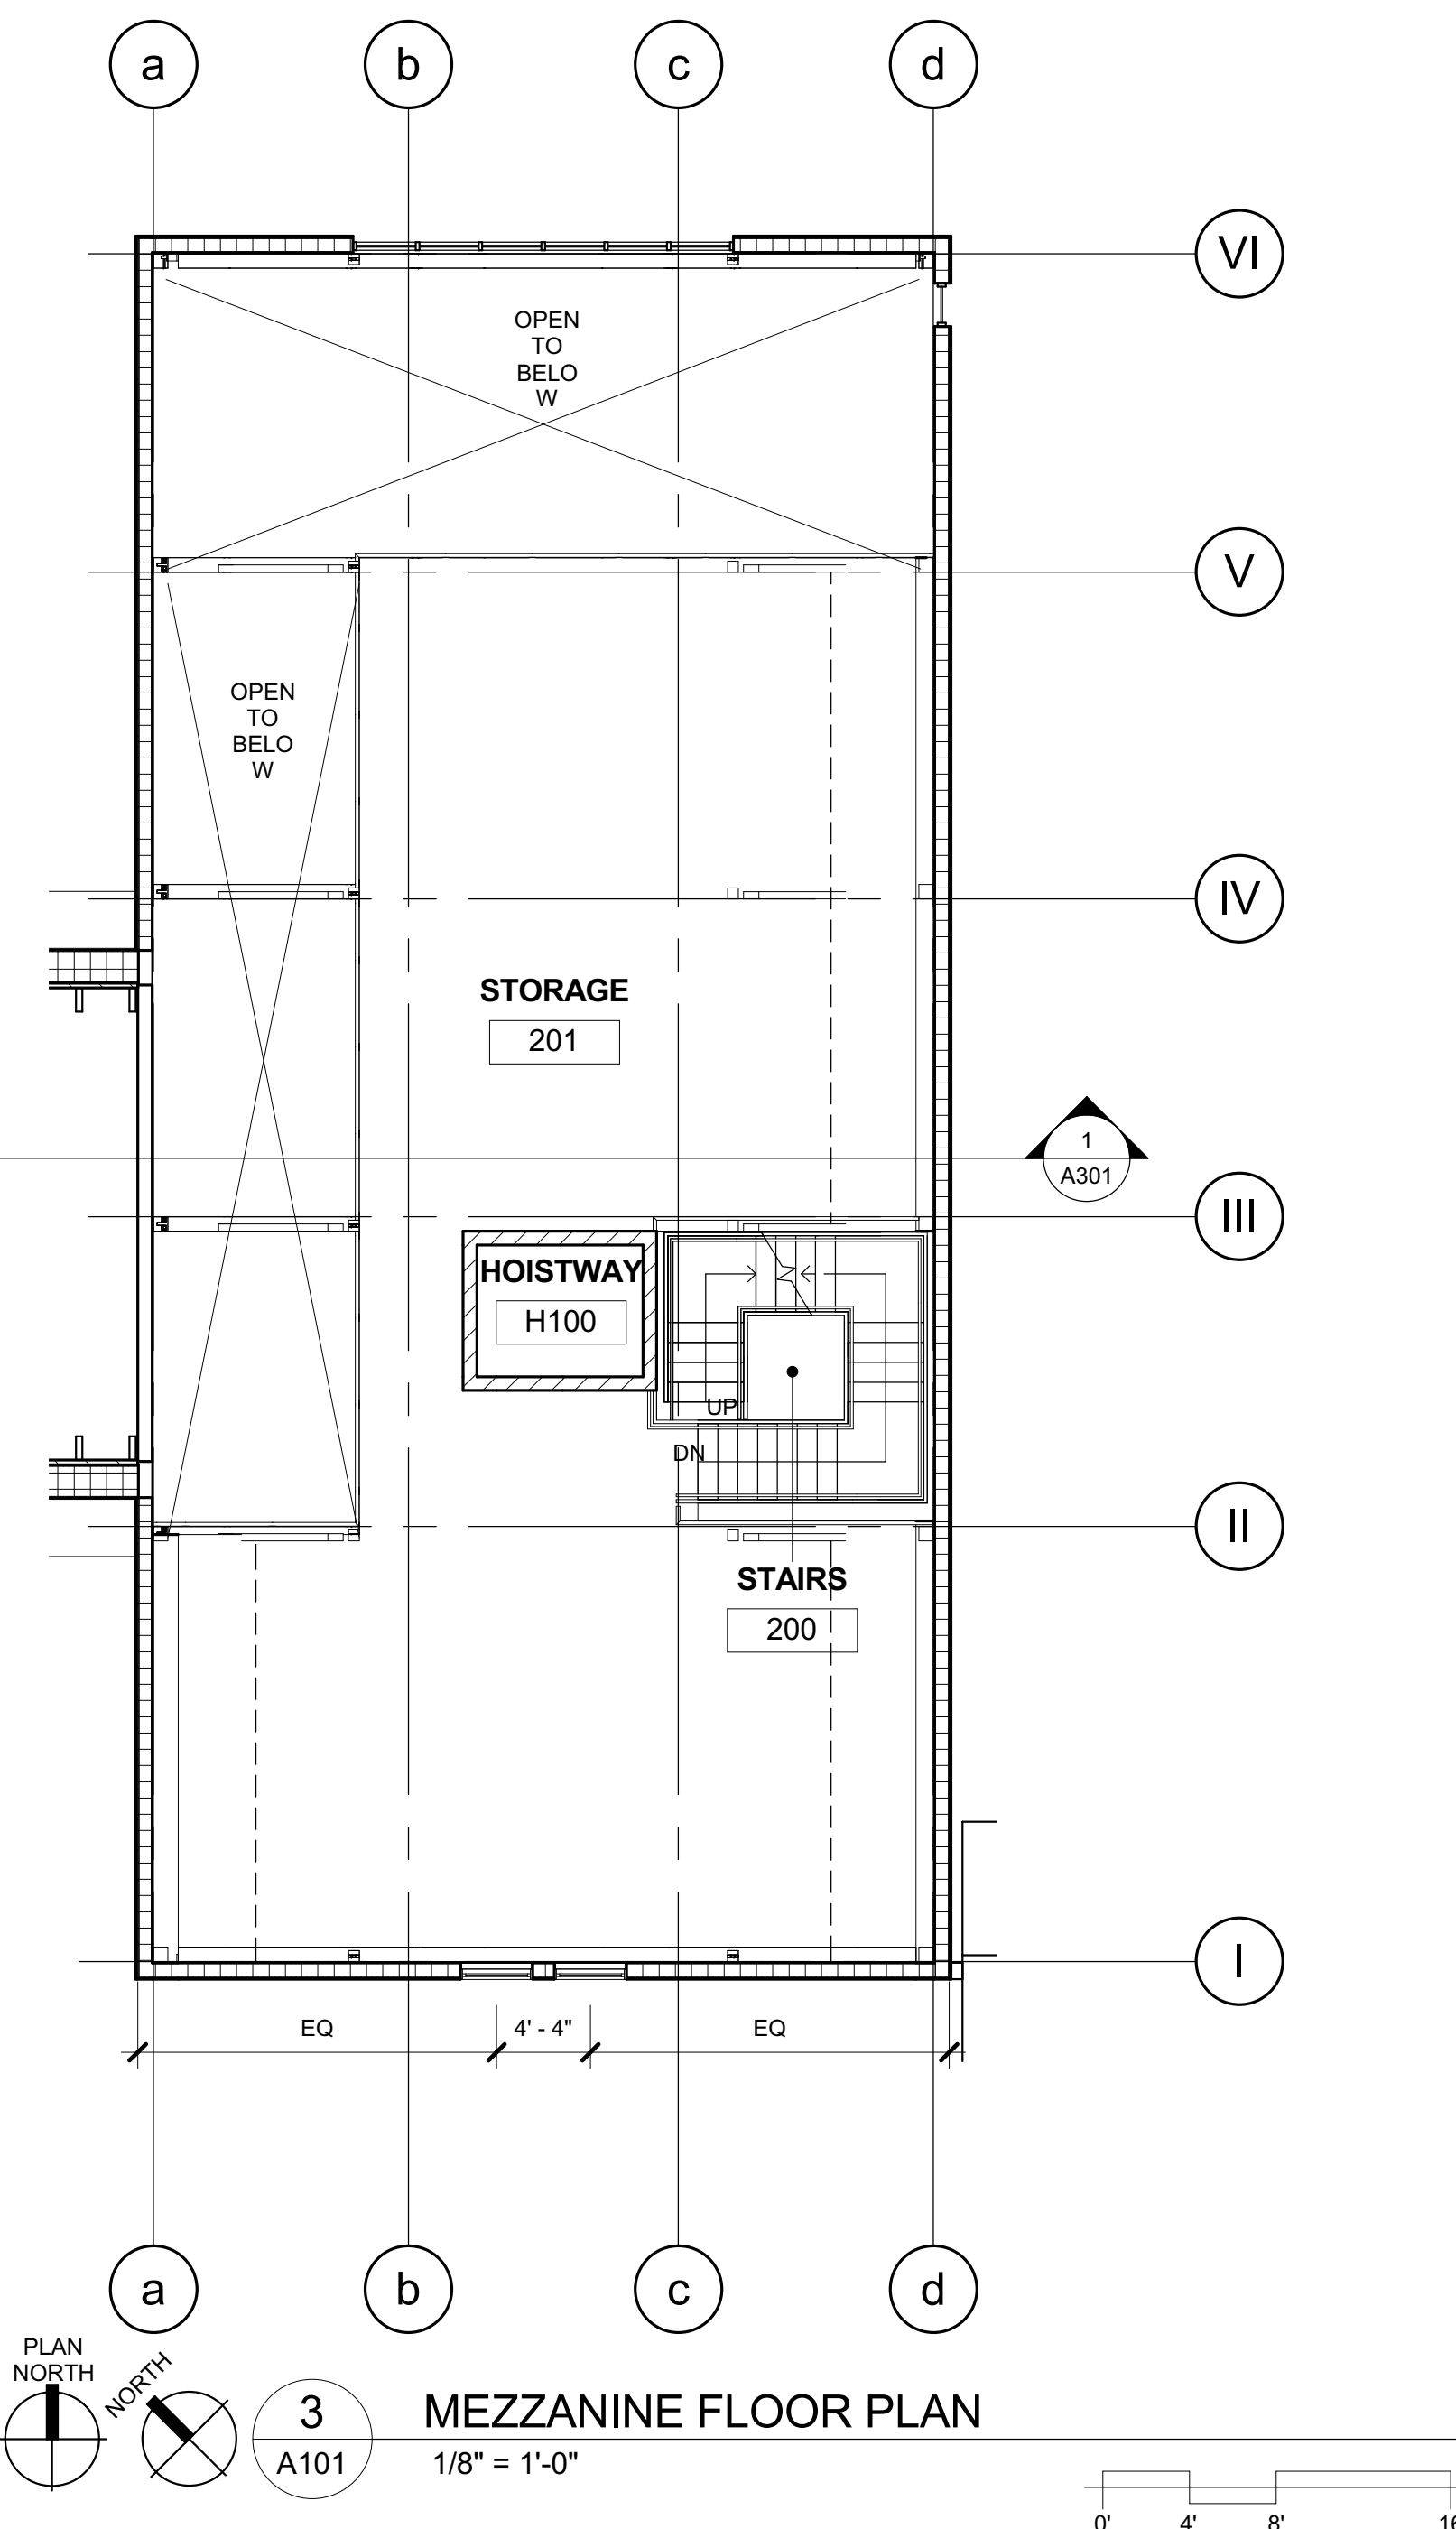 a b c d
VI
OPEN
TO
BELO
W
V
OPEN
TO
BELO
W
IV
STORAGE
201
1
A301
III
HOISTWAY
H100
UP
DN
II
STAIRS
200
I
EQ 4' - 4" EQ
a b c d
PLAN
NORTH
NORTH
3
A101
MEZZANINE FLOOR PLAN
1/8" = 1'-0"
0' 4' 8' 16